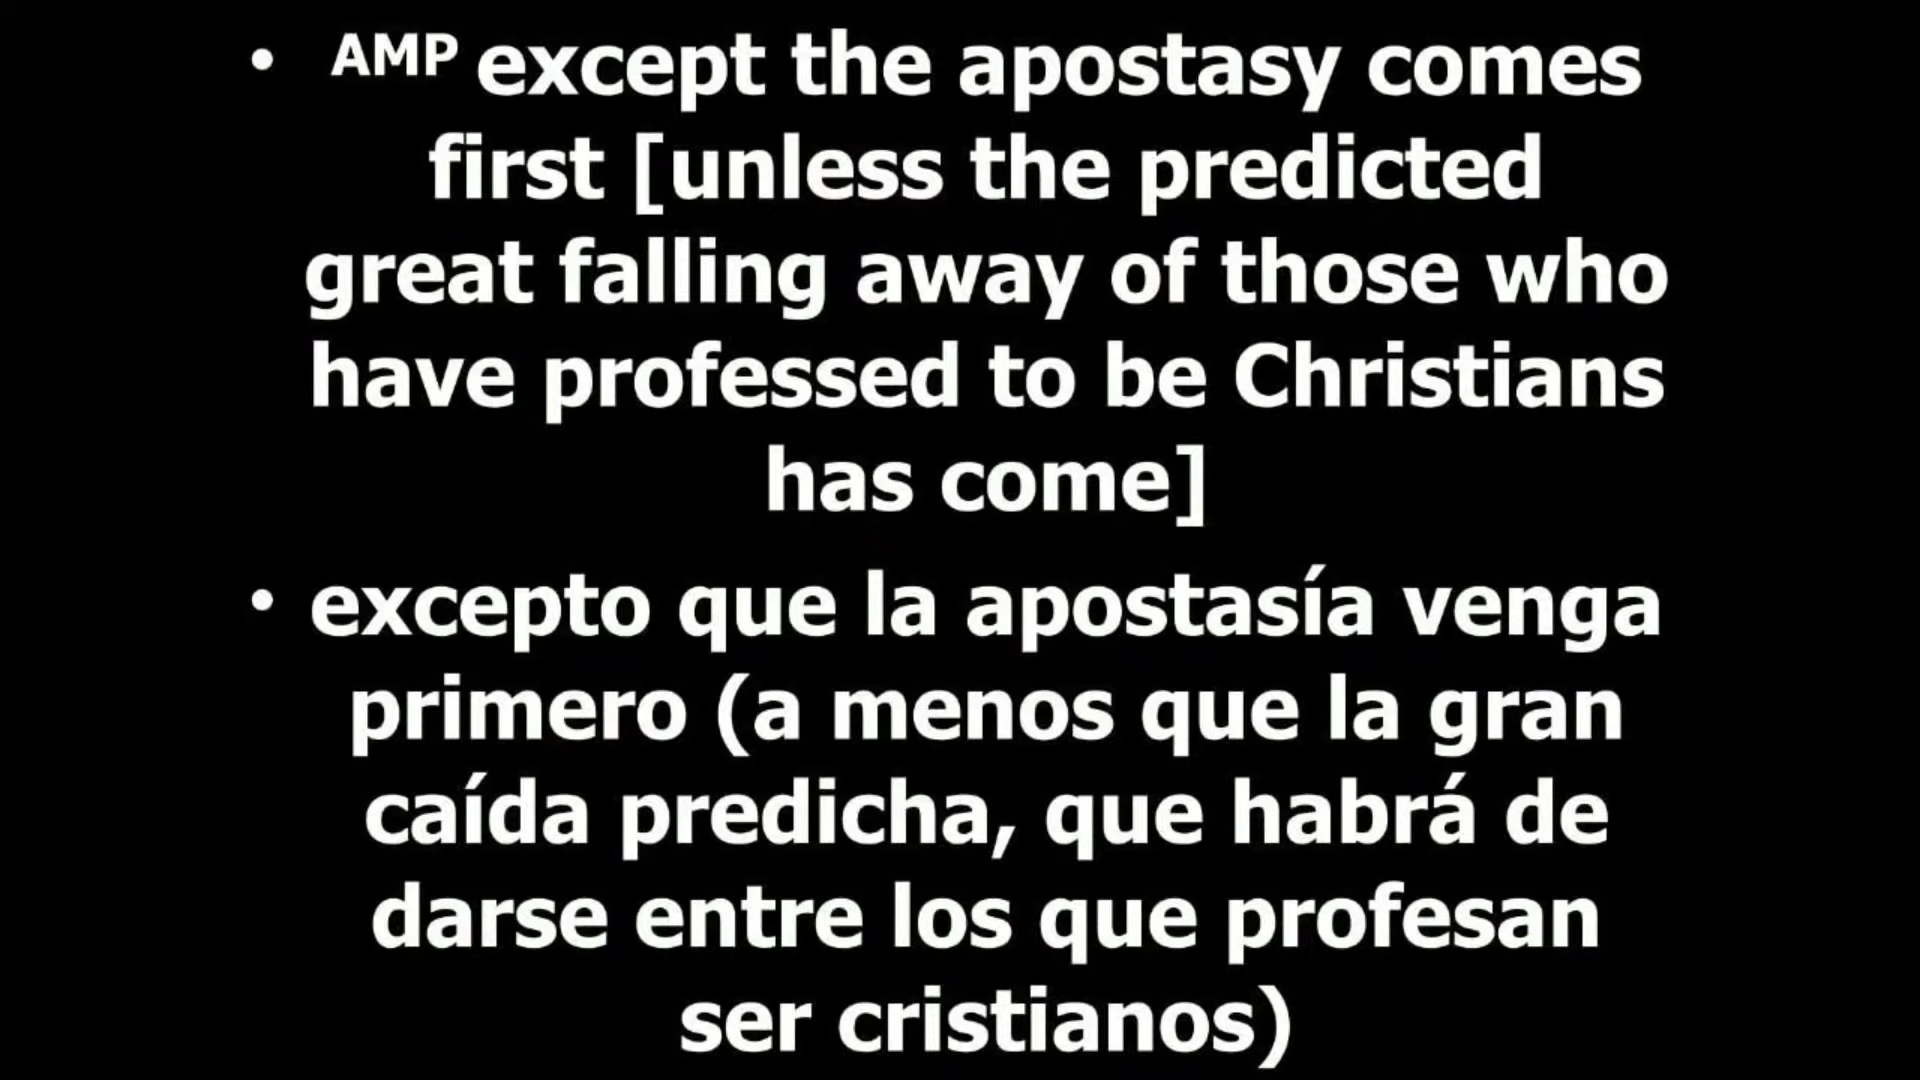 • AMP except the apostasy comes
first [unless the predicted
great falling away of those who
have professed to be Christians
has come]
• excepto que la apostasía venga
primero (a menos que la gran
caída predicha, que habrá de
darse entre los que profesan
ser cristianos)